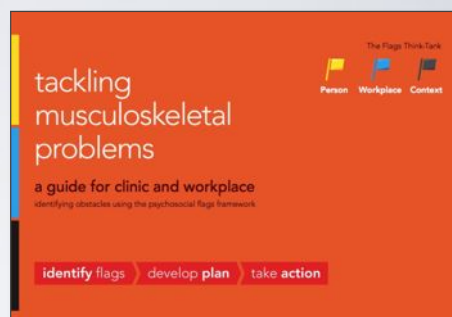 The Flags Think-Tank
Person Workplace Context
tackling
musculoskeletal
problems
a guide for clinic and workplace
identifying obstacles using the psychosocial flags framework
identify flags develop plan take action